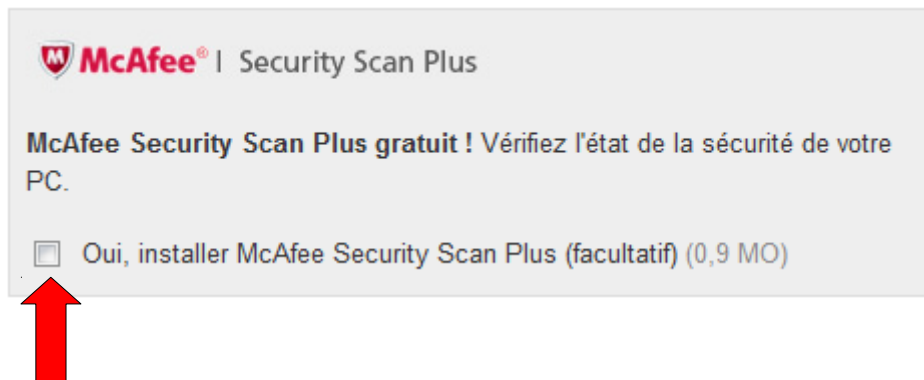 McAfee® | Security Scan Plus
McAfee Security Scan Plus gratuit ! Vérifiez l'état de la sécurité de votre
PC.
Oui, installer McAfee Security Scan Plus (facultatif) (0,9 MO)